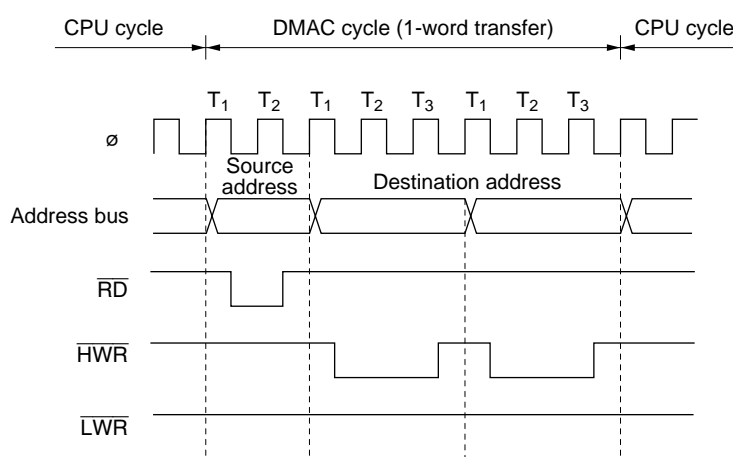 CPU cycle DMAC cycle (1-word transfer) CPU cycle
T1 T2 T1 T2 T3 T1 T2 T3
ø
Source
address
Destination address
Address bus
RD
HWR
LWR